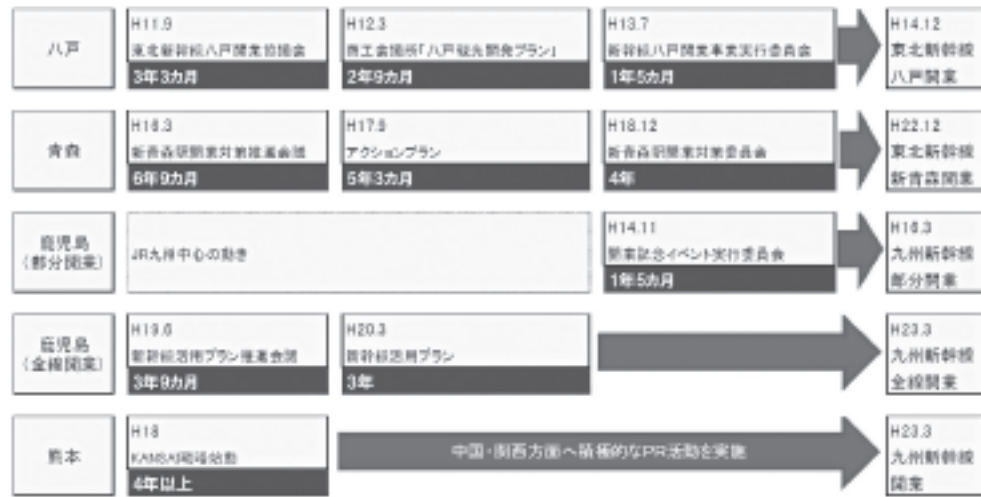 八戸
H11.9
東北新幹線八戸開業協議会
3年3カ月
H12.3
商工会議所「八戸観光開発プラン」
2年9カ月
H13.7
新幹線八戸開業事業実行委員会
1年5カ月
H14.12
東北新幹線
八戸開業
青森
H16.3
新青森駅開業対策推進会議
6年9カ月
H17.9
アクションプラン
5年3カ月
H18.12
新青森駅開業対策委員会
4年
H22.12
東北新幹線
新青森開業
鹿児島
（部分開業）
JR九州中心の動き
H14.11
開業記念イベント実行委員会
1年5カ月
H16.3
九州新幹線
部分開業
鹿児島
（全線開業）
H19.6
新幹線活用プラン推進会議
3年9カ月
H20.3
新幹線活用プラン
3年
H23.3
九州新幹線
全線開業
熊本
H18
KANSAI戦略始動
4年以上
中国・関西方面へ積極的なPR活動を実施
H23.3
九州新幹線
開業